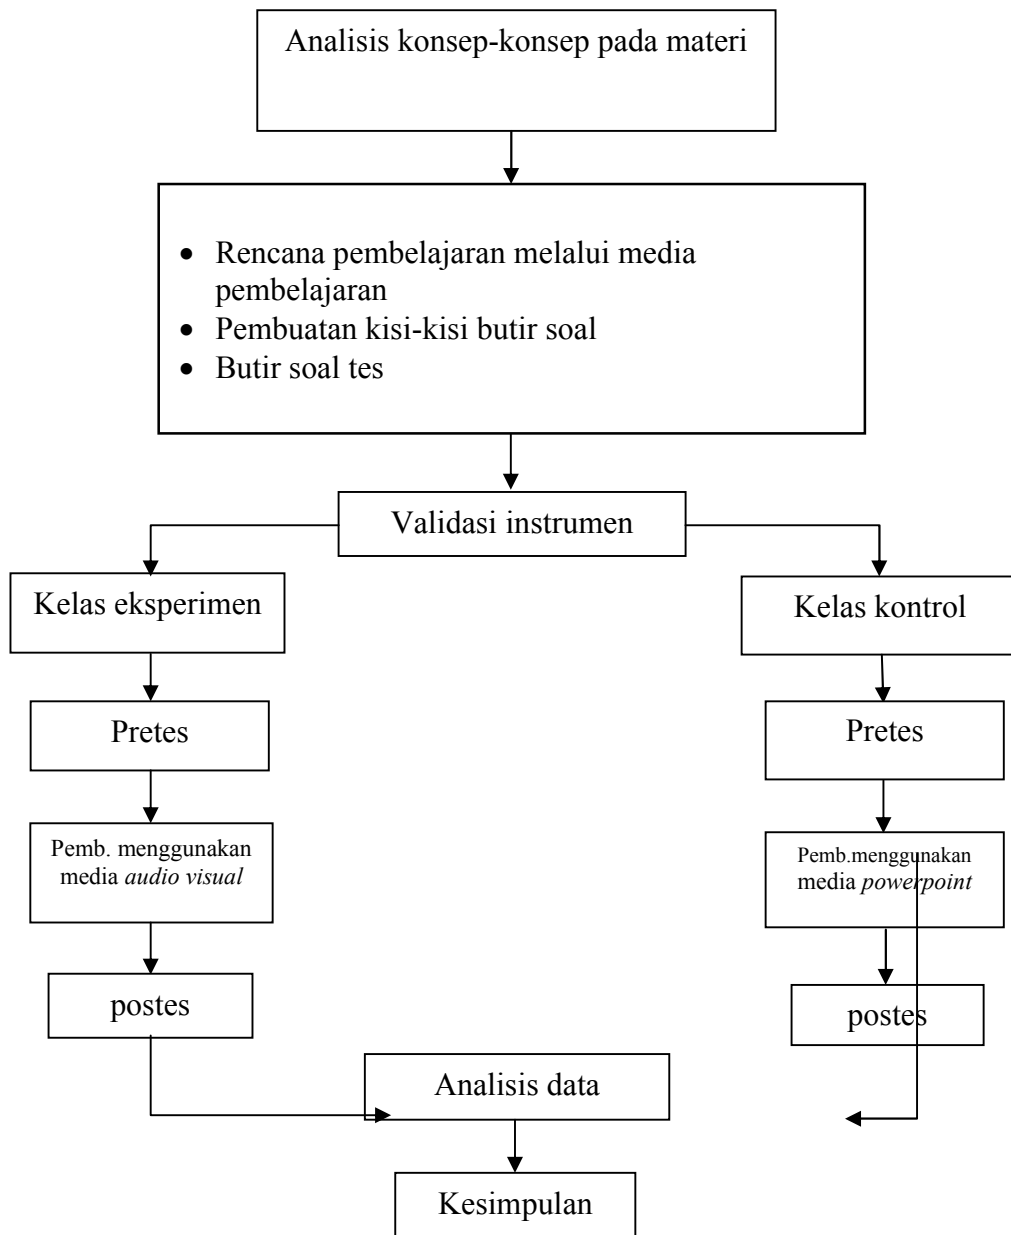 Analisis konsep-konsep pada materi
• Rencana pembelajaran melalui media
pembelajaran
• Pembuatan kisi-kisi butir soal
• Butir soal tes
Validasi instrumen
Kelas eksperimen
Kelas kontrol
Pretes
Pretes
Pemb. menggunakan
media audio visual
Pemb.menggunakan
media powerpoint
postes
postes
Analisis data
Kesimpulan